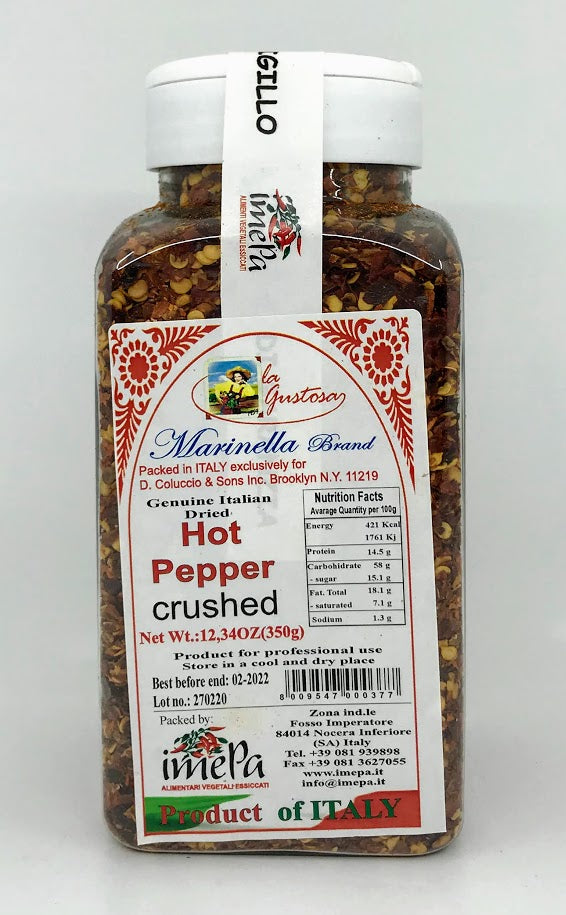 GILLO
imepa
ALIMENTI VEGETALI ESSICCATI
la
Gustosa
Marinella Brand
Packed in ITALY exclusively for
D. Coluccio & Sons Inc. Brooklyn N.Y. 11219
Genuine Italian
Dried
Hot
Pepper
crushed
Net Wt.:12,34OZ(350g)
Nutrition Facts
Avarage Quantity per 100g
Energy 421 Kcal
1761 Kj
Protein 14.5 g
Carbohidrate 58 g
- sugar 15.1 g
Fat. Total 18.1 g
- saturated 7.1 g
Sodium 1.3 g
Product for professional use
Store in a cool and dry place
Best before end: 02-2022
Lot no.: 270220
8 009547 000377
Packed by:
imepa
ALIMENTARI VEGETALI ESSICCATI
Zona ind.le
Fosso Imperatore
84014 Nocera Inferiore
(SA) Italy
Tel. +39 081 939898
Fax +39 081 3627055
www.imepa.it
info@imepa.it
Product of ITALY